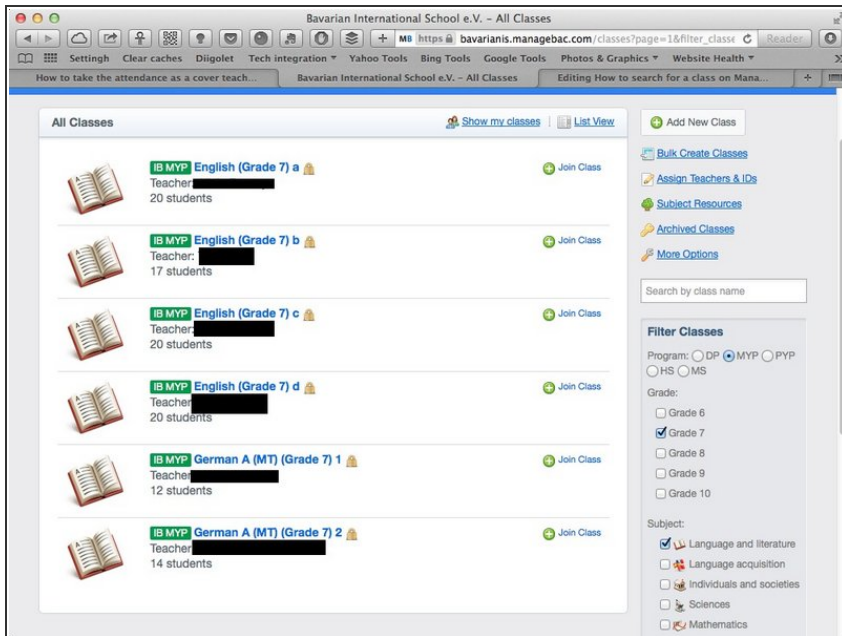 Bavarian International School e.V. – All Classes
MB https bavarianis.managebac.com/classes?page=1&filter_classe Reader
Settingh Clear caches Diigolet Tech integration Yahoo Tools Bing Tools Google Tools Photos & Graphics Website Health
How to take the attendance as a cover teach... Bavarian International School e.V. – All Classes Editing How to search for a class on Mana...
All Classes Show my classes List View
IB MYP English (Grade 7) a Join Class
Teacher:
20 students
IB MYP English (Grade 7) b Join Class
Teacher:
17 students
IB MYP English (Grade 7) c Join Class
Teacher:
20 students
IB MYP English (Grade 7) d Join Class
Teacher
20 students
IB MYP German A (MT) (Grade 7) 1 Join Class
Teacher
12 students
IB MYP German A (MT) (Grade 7) 2 Join Class
Teacher
14 students
Add New Class
Bulk Create Classes
Assign Teachers & IDs
Subject Resources
Archived Classes
More Options
Search by class name
Filter Classes
Program: DP MYP PYP
HS MS
Grade:
Grade 6
Grade 7
Grade 8
Grade 9
Grade 10
Subject:
Language and literature
Language acquisition
Individuals and societies
Sciences
Mathematics